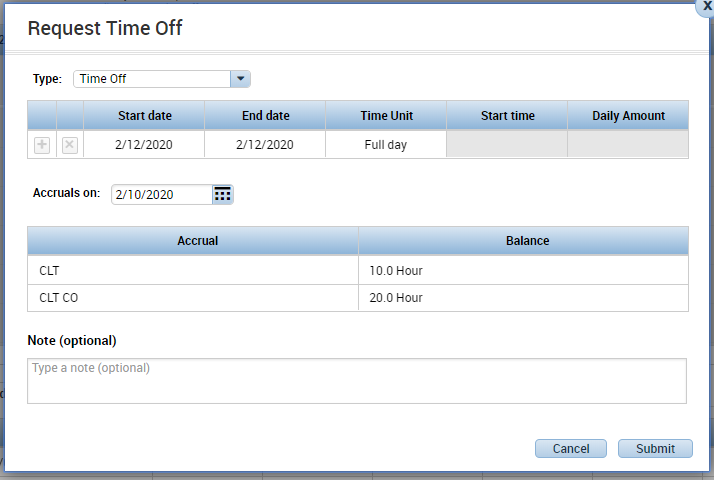 X
Request Time Off
Type: Time Off
Start date End date Time Unit Start time Daily Amount
2/12/2020 2/12/2020 Full day
Accruals on: 2/10/2020
Accrual Balance
CLT 10.0 Hour
CLT CO 20.0 Hour
Note (optional)
Type a note (optional)
Cancel Submit